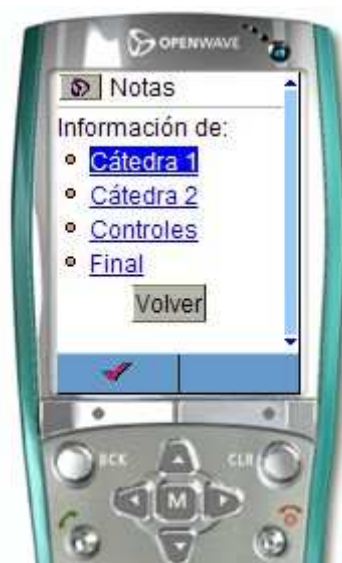 OPENWAVE
Notas
Información de:
Cátedra 1
Cátedra 2
Controles
Final
Volver
BCK
CLR
M